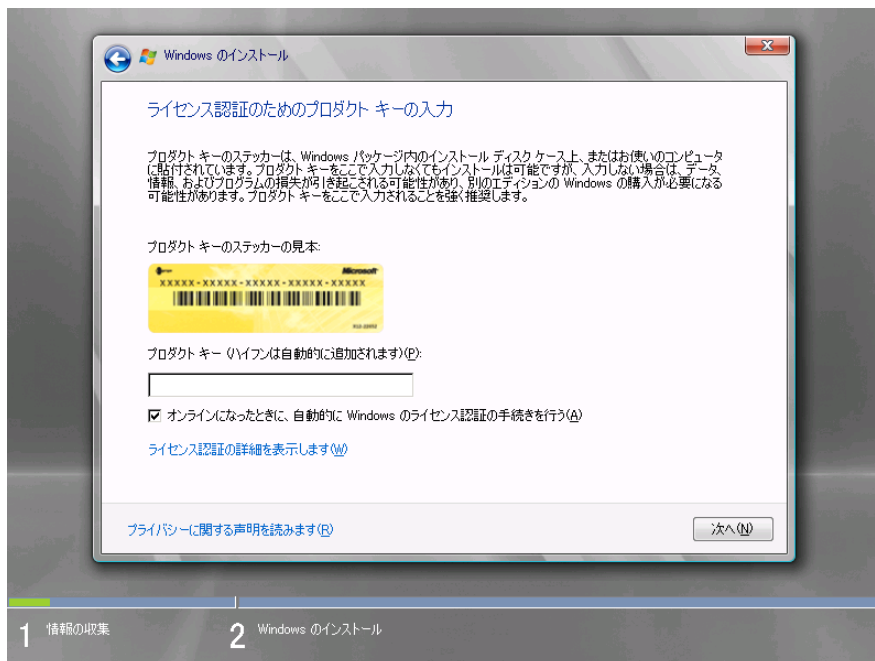 Windows のインストール
ライセンス認証のためのプロダクト キーの入力
プロダクト キーのステッカーは、Windows パッケージ内のインストール ディスク ケース上、またはお使いのコンピュータ
に貼付されています。プロダクト キーをここで入力しなくてもインストールは可能ですが、入力しない場合は、データ、
情報、およびプログラムの損失が引き起こされる可能性があり、別のエディションの Windows の購入が必要になる
可能性があります。プロダクト キーをここで入力されることを強く推奨します。
プロダクト キーのステッカーの見本:
Microsoft
XXXXX-XXXXX-XXXXX-XXXXX-XXXXX
プロダクト キー (ハイフンは自動的に追加されます)(P):
オンラインになったときに、自動的に Windows のライセンス認証の手続きを行う(A)
ライセンス認証の詳細を表示します(W)
プライバシーに関する声明を読みます(R)
次へ(N)
1 情報の収集
2 Windows のインストール